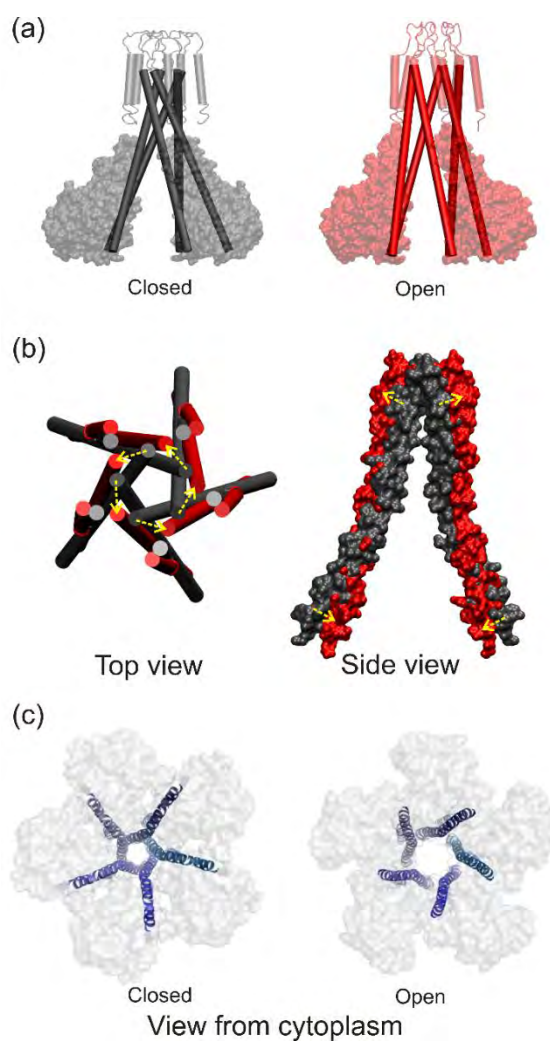 (a)
Closed
Open
(b)
Top view
Side view
(c)
Closed
Open
View from cytoplasm